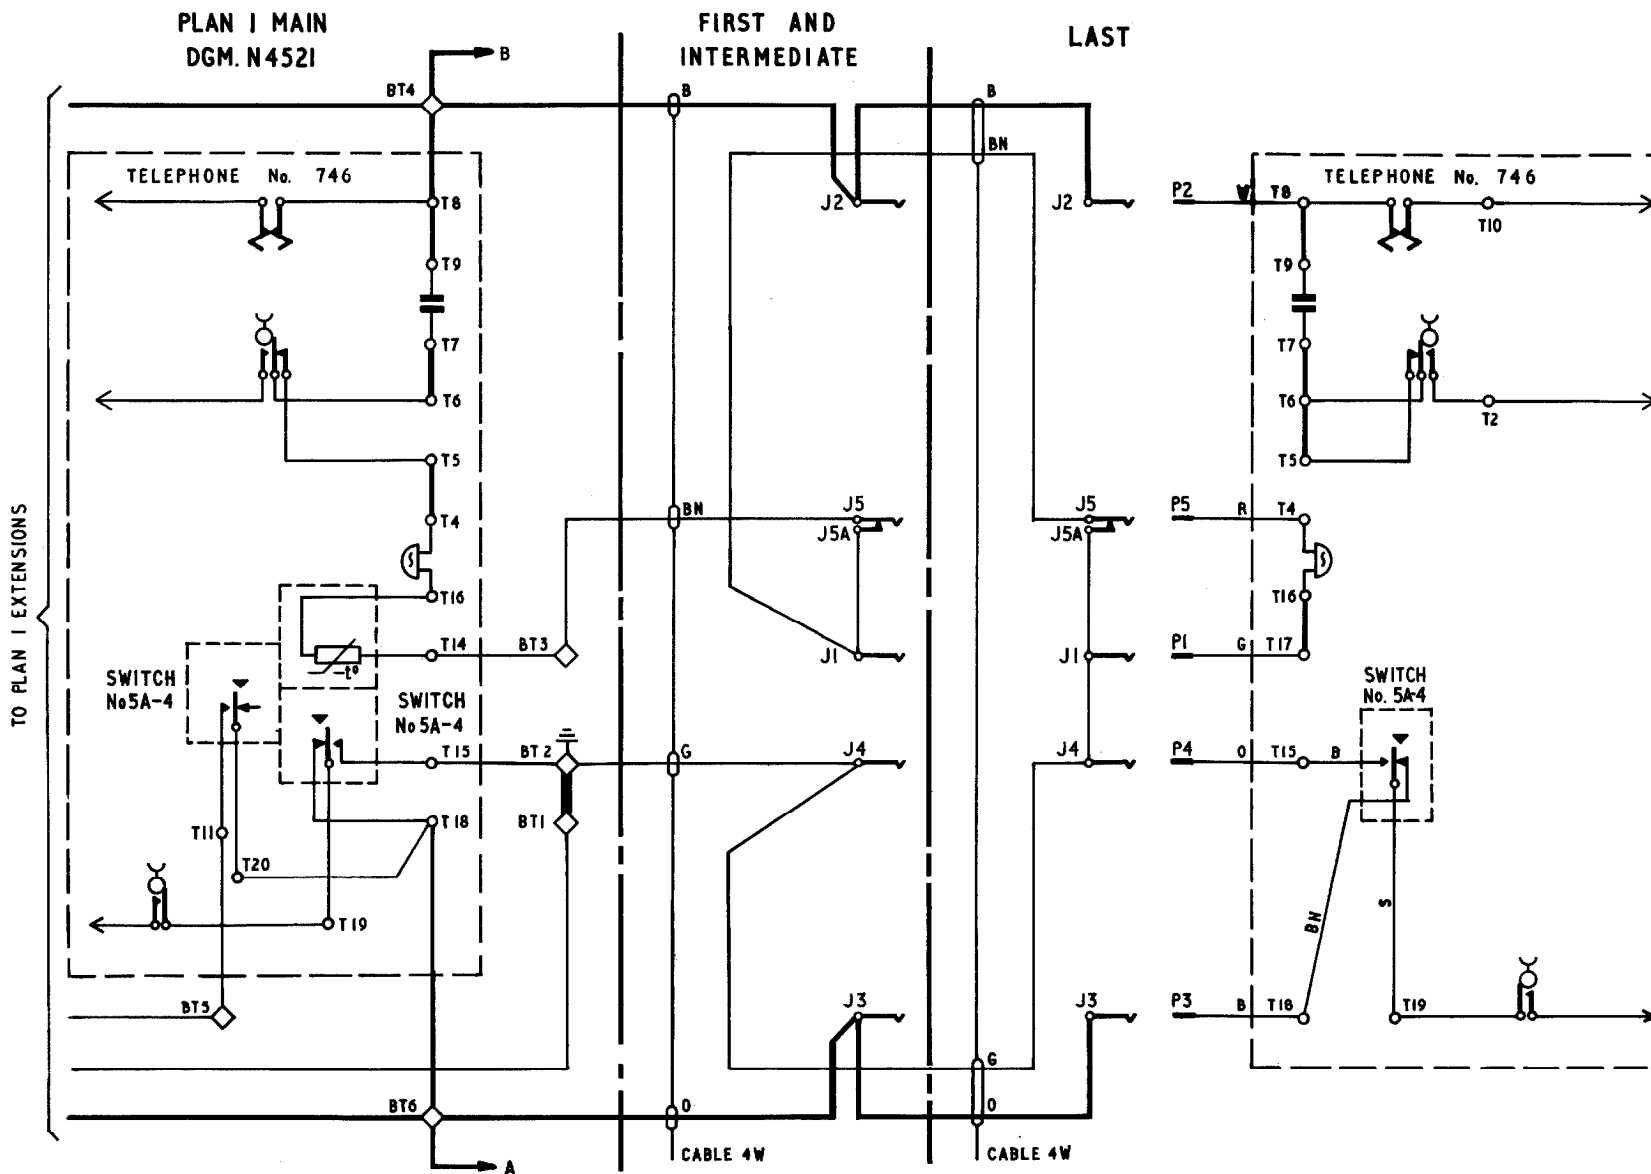 PLAN 1 MAIN
DGM. N4521
FIRST AND
INTERMEDIATE
LAST
B
BT4
B
B
BN
TELEPHONE No. 746
TELEPHONE No. 746
T8
J2
J2
P2
W
T8
T10
T9
T9
T7
T7
T6
T6
T2
T5
T5
TO PLAN 1 EXTENSIONS
T4
BN
J5
J5A
J5
J5A
P5
R
T4
T16
T16
T14
BT3
J1
J1
P1
G
T17
-t°
SWITCH
No5A-4
SWITCH
No5A-4
SWITCH
No. 5A-4
T15
BT2
G
J4
J4
P4
O
T15
B
T18
BT1
T11
T20
T19
BN
S
BT5
J3
J3
P3
B
T18
T19
G
BT6
O
O
A
CABLE 4W
CABLE 4W